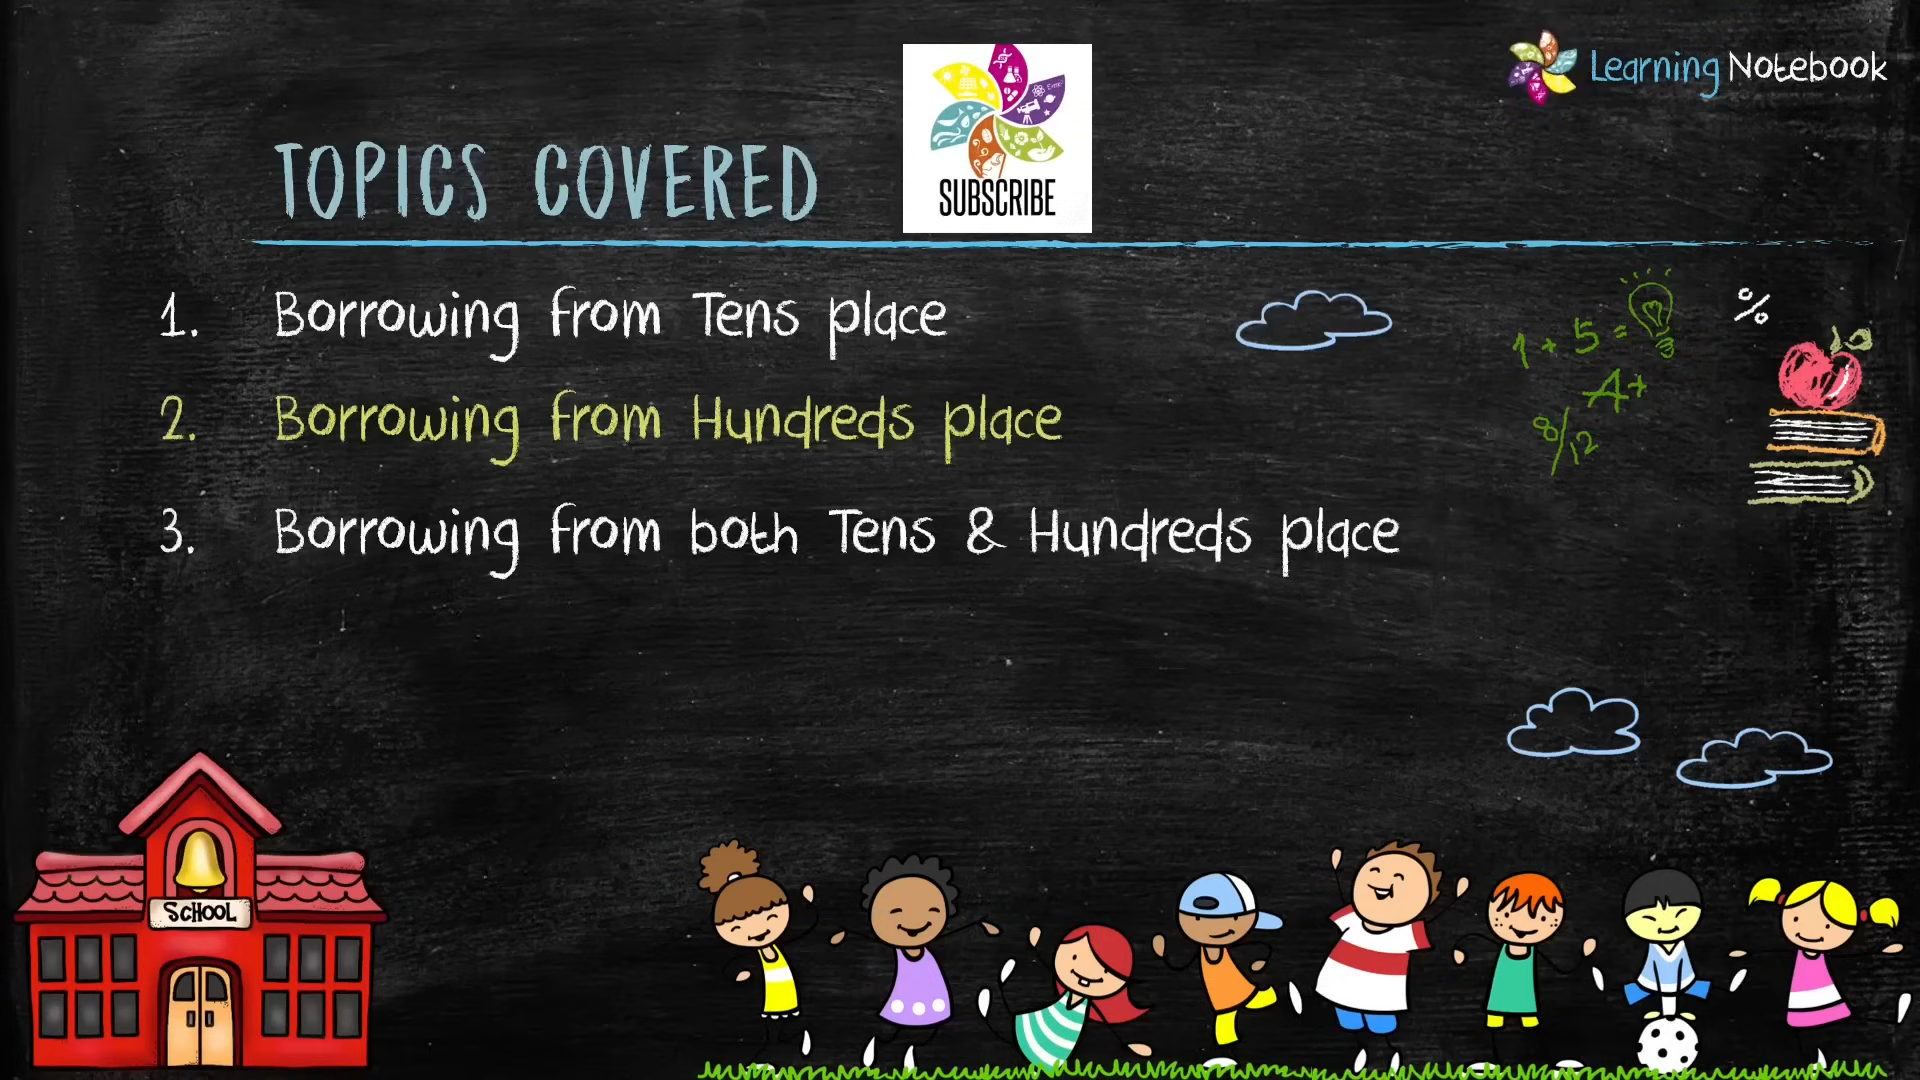 Learning Notebook
SUBSCRIBE
TOPICS COVERED
1. Borrowing from Tens place
2. Borrowing from Hundreds place
3. Borrowing from both Tens & Hundreds place
1 + 5 =
%
A+
8/12
SCHOOL